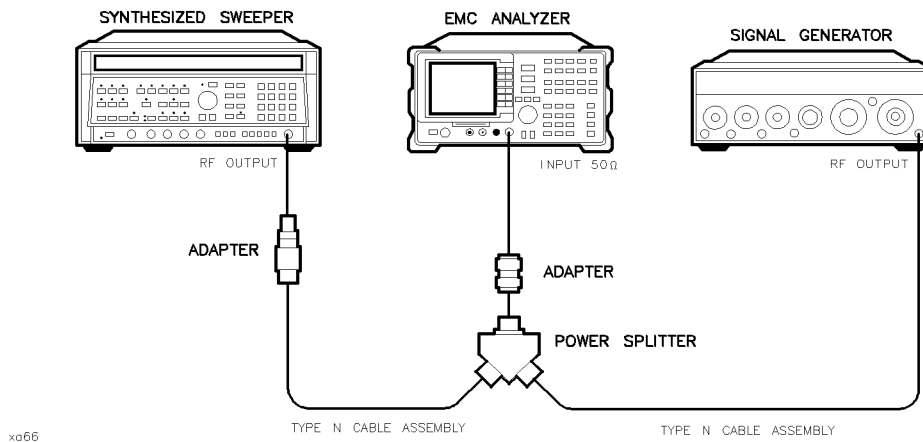 SYNTHESIZED SWEEPER
EMC ANALYZER
SIGNAL GENERATOR
RF OUTPUT
INPUT 50Ω
RF OUTPUT
ADAPTER
ADAPTER
POWER SPLITTER
TYPE N CABLE ASSEMBLY
TYPE N CABLE ASSEMBLY
xa66